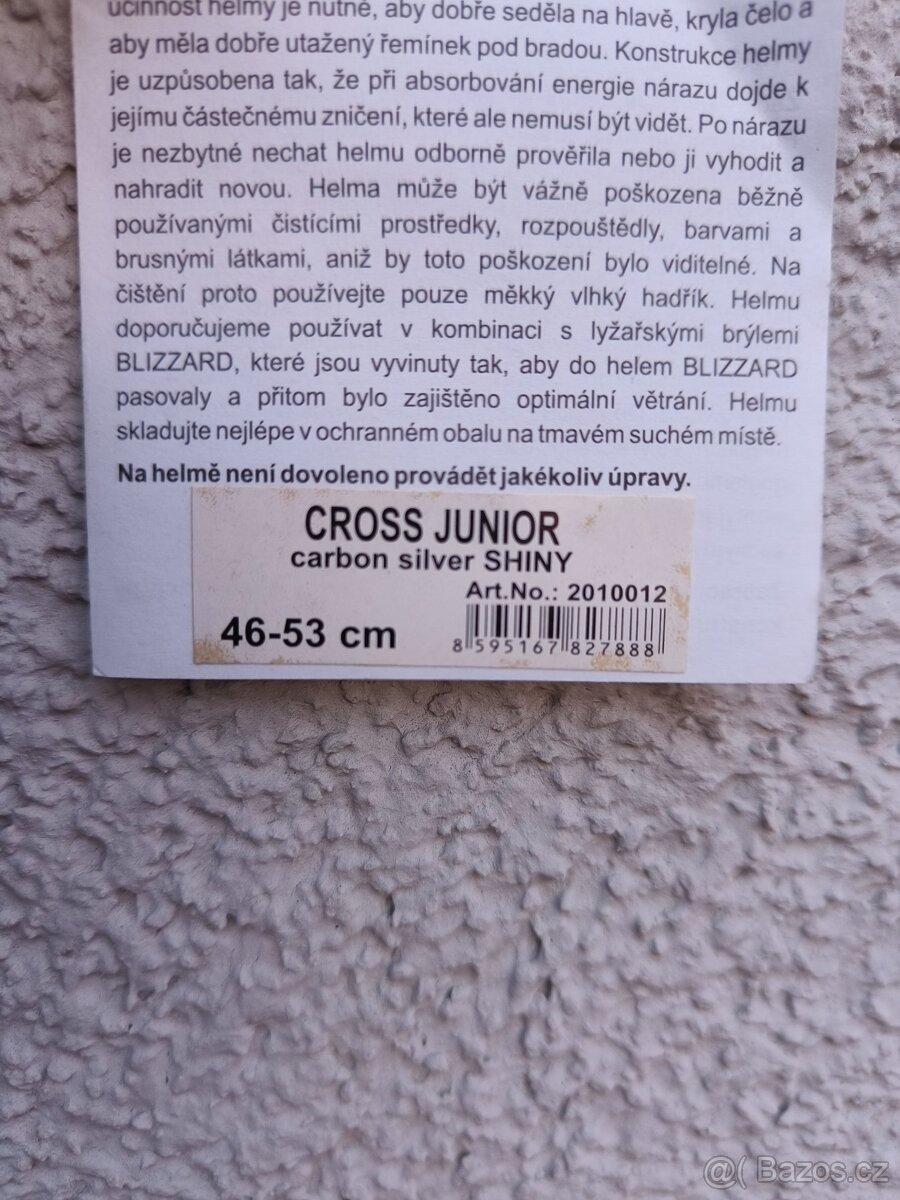 účinnost helmy je nutné, aby dobře seděla na hlavě, kryla čelo a
aby měla dobře utažený řemínek pod bradou. Konstrukce helmy
je uzpůsobena tak, že při absorbování energie nárazu dojde k
jejímu částečnému zničení, které ale nemusí být vidět. Po nárazu
je nezbytné nechat helmu odborně prověřila nebo ji vyhodit a
nahradit novou. Helma může být vážně poškozena běžně
používanými čistícími prostředky, rozpouštědly, barvami a
brusnými látkami, aniž by toto poškození bylo viditelné. Na
čištění proto používejte pouze měkký vlhký hadřík. Helmu
doporučujeme používat v kombinaci s lyžařskými brýlemi
BLIZZARD, které jsou vyvinuty tak, aby do helem BLIZZARD
pasovaly a přitom bylo zajištěno optimální větrání. Helmu
skladujte nejlépe v ochranném obalu na tmavém suchém místě.
Na helmě není dovoleno provádět jakékoliv úpravy.
CROSS JUNIOR
carbon silver SHINY
Art.No.: 2010012
46-53 cm
8 595167 827888
@( Bazos.cz